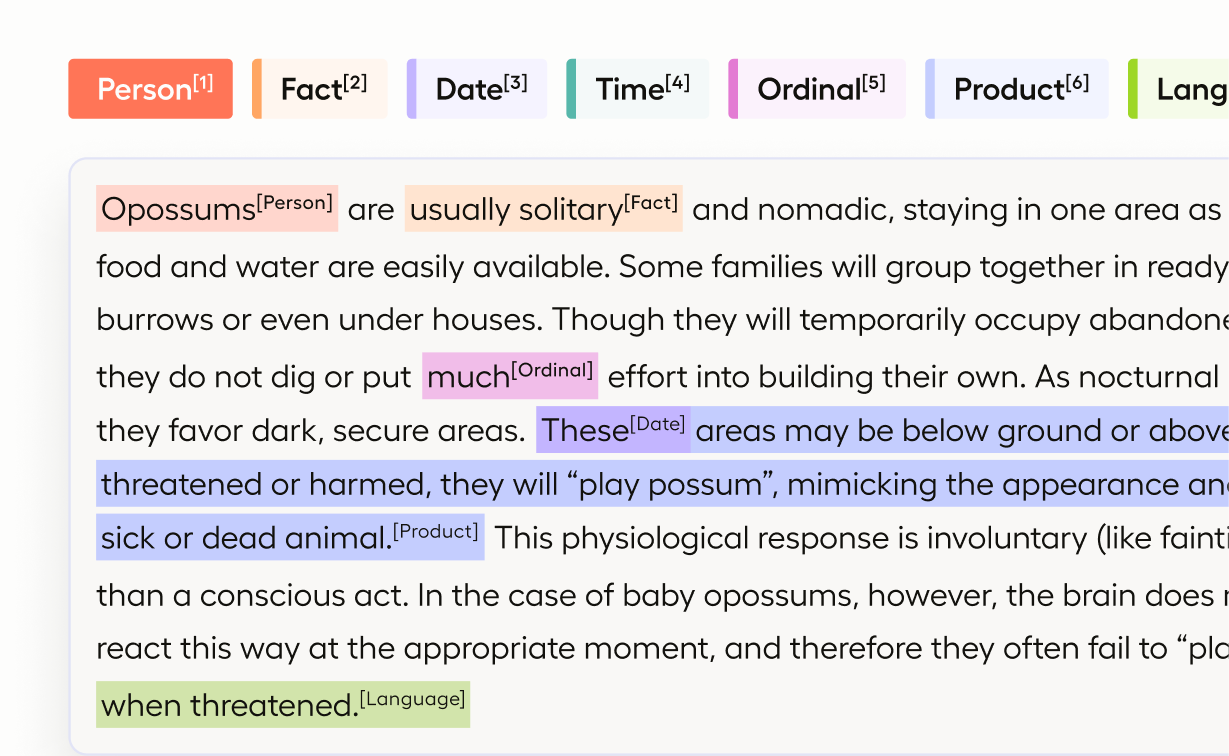 Person[1] Fact[2] Date[3] Time[4] Ordinal[5] Product[6] Lang
Opossums[Person] are usually solitary[Fact] and nomadic, staying in one area as
food and water are easily available. Some families will group together in ready
burrows or even under houses. Though they will temporarily occupy abandone
they do not dig or put much[Ordinal] effort into building their own. As nocturnal
they favor dark, secure areas. These[Date] areas may be below ground or above
threatened or harmed, they will “play possum”, mimicking the appearance an
sick or dead animal.[Product] This physiological response is involuntary (like fainti
than a conscious act. In the case of baby opossums, however, the brain does
react this way at the appropriate moment, and therefore they often fail to “pla
when threatened.[Language]